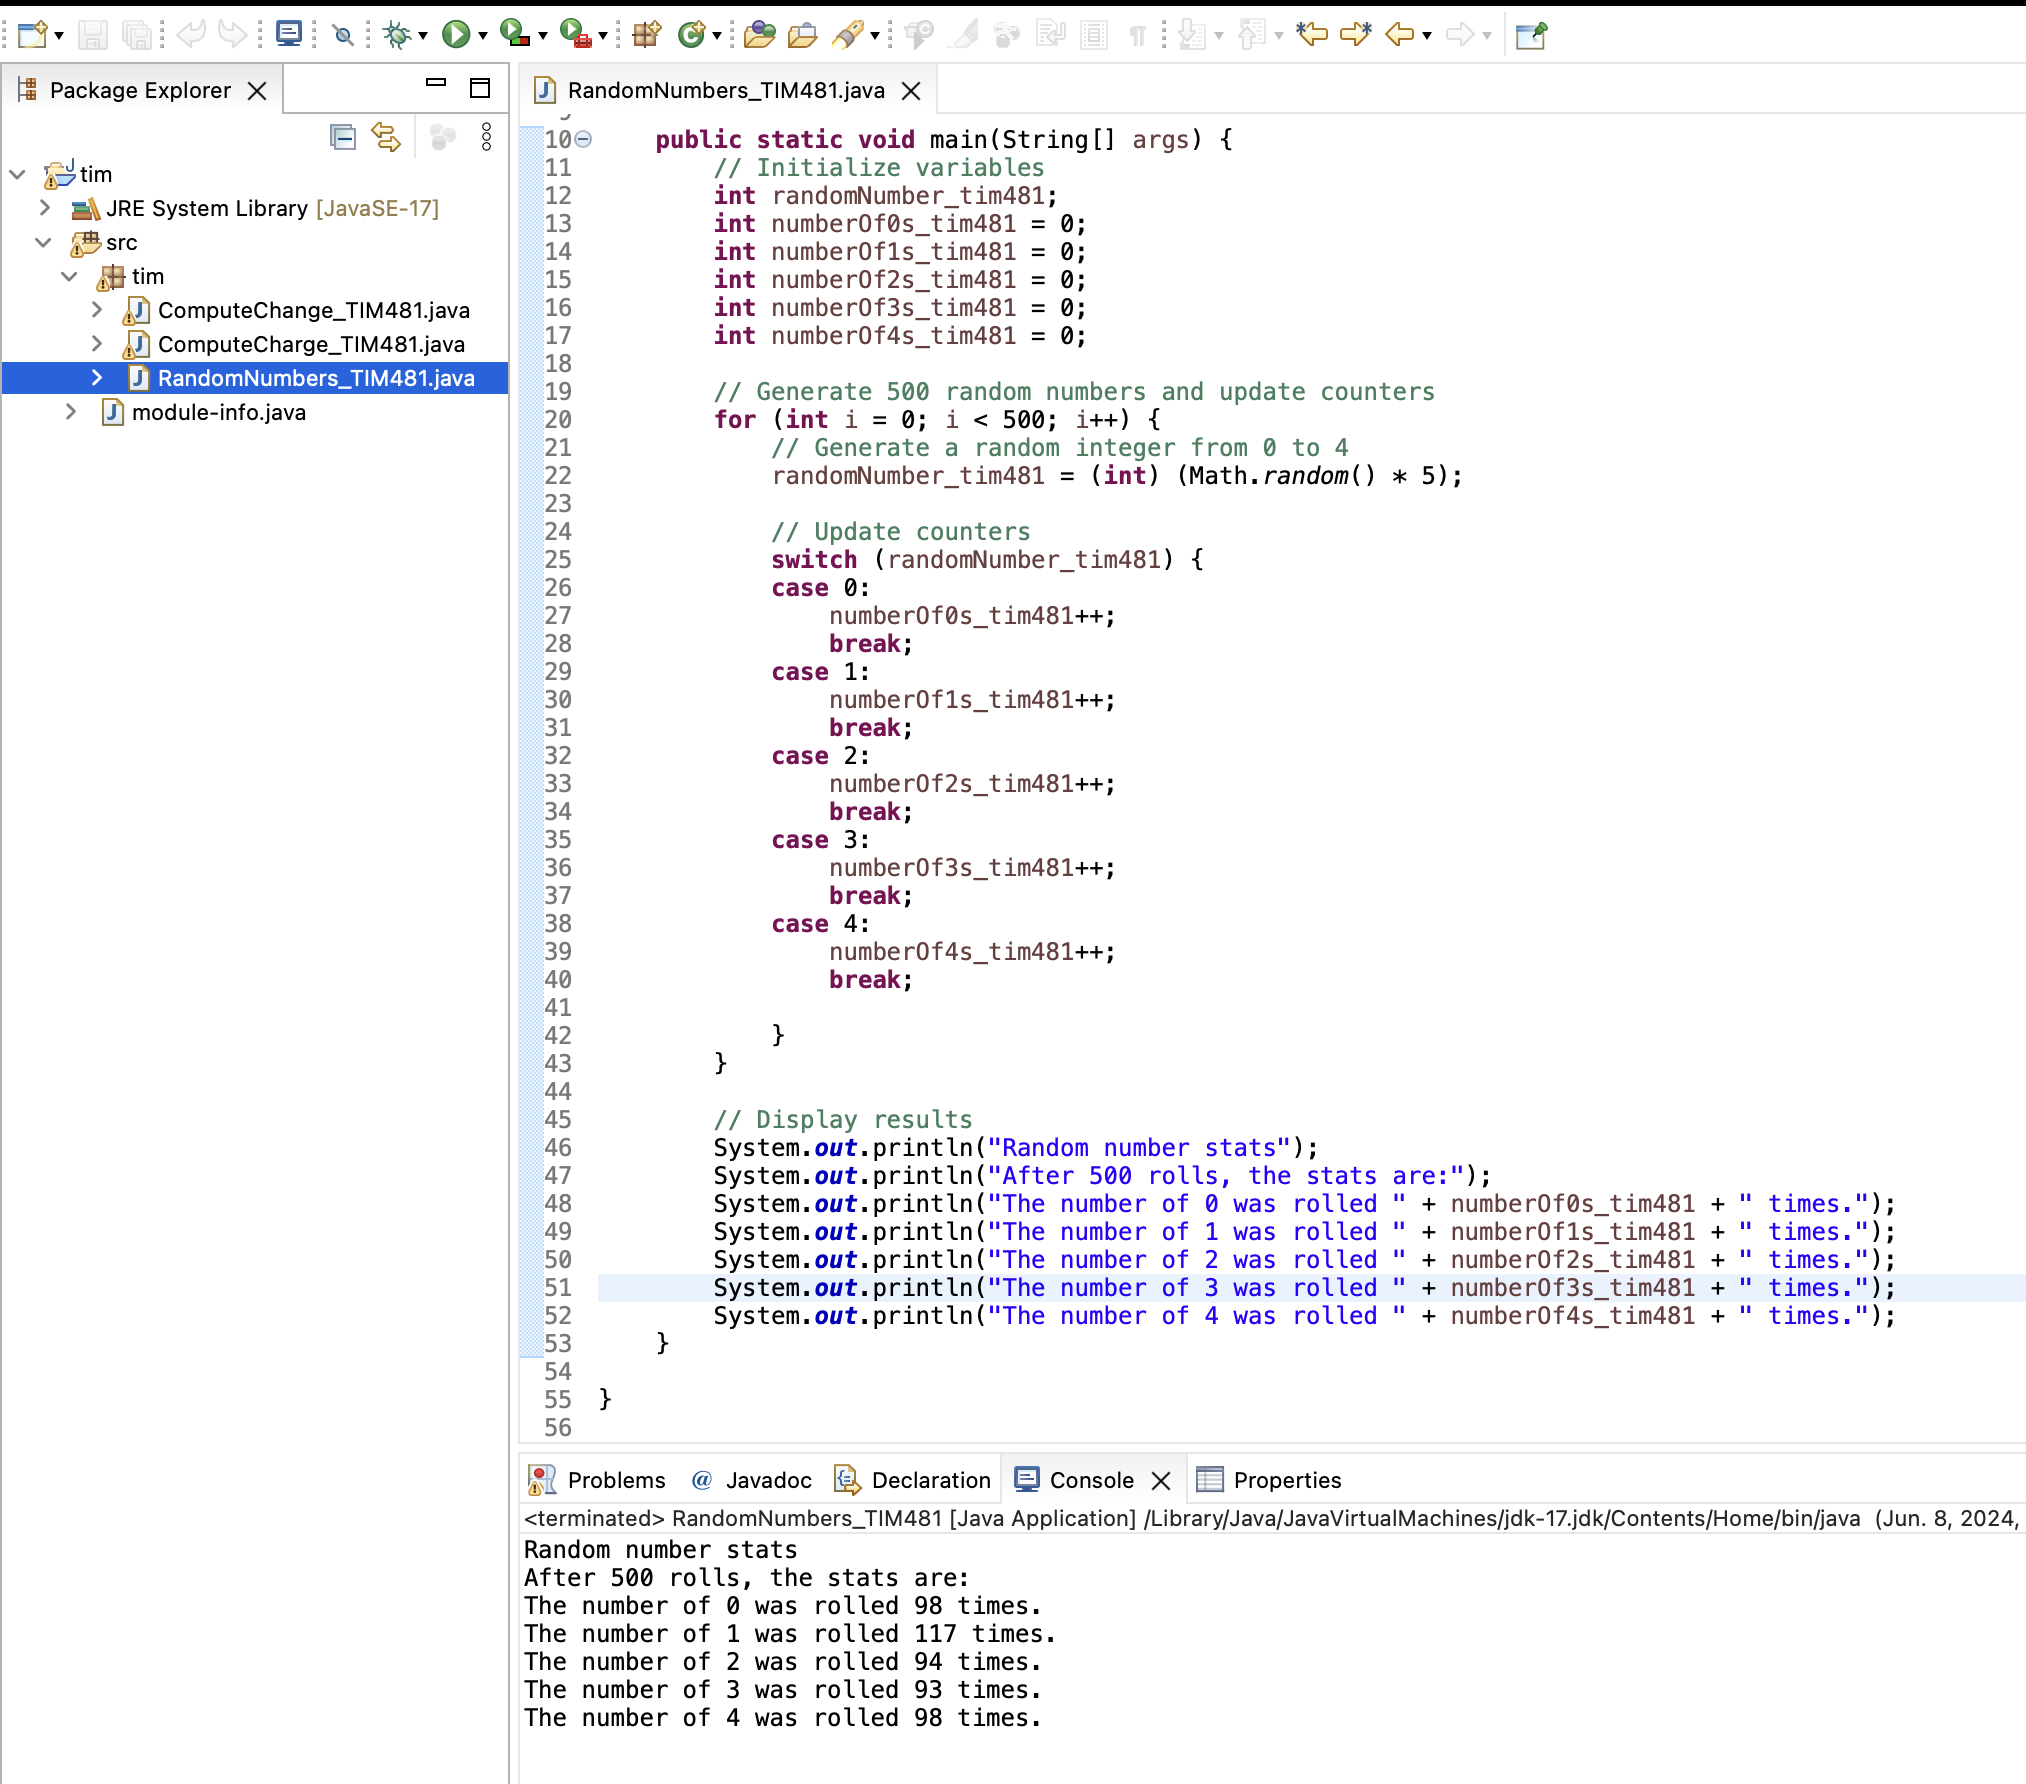 Package Explorer
tim
JRE System Library [JavaSE-17]
src
tim
ComputeChange_TIM481.java
ComputeCharge_TIM481.java
RandomNumbers_TIM481.java
module-info.java
RandomNumbers_TIM481.java
10 public static void main(String[] args) {
11 // Initialize variables
12 int randomNumber_tim481;
13 int numberOf0s_tim481 = 0;
14 int numberOf1s_tim481 = 0;
15 int numberOf2s_tim481 = 0;
16 int numberOf3s_tim481 = 0;
17 int numberOf4s_tim481 = 0;
18
19 // Generate 500 random numbers and update counters
20 for (int i = 0; i < 500; i++) {
21 // Generate a random integer from 0 to 4
22 randomNumber_tim481 = (int) (Math.random() * 5);
23
24 // Update counters
25 switch (randomNumber_tim481) {
26 case 0:
27 numberOf0s_tim481++;
28 break;
29 case 1:
30 numberOf1s_tim481++;
31 break;
32 case 2:
33 numberOf2s_tim481++;
34 break;
35 case 3:
36 numberOf3s_tim481++;
37 break;
38 case 4:
39 numberOf4s_tim481++;
40 break;
41
42 }
43 }
44
45 // Display results
46 System.out.println("Random number stats");
47 System.out.println("After 500 rolls, the stats are:");
48 System.out.println("The number of 0 was rolled " + numberOf0s_tim481 + " times.");
49 System.out.println("The number of 1 was rolled " + numberOf1s_tim481 + " times.");
50 System.out.println("The number of 2 was rolled " + numberOf2s_tim481 + " times.");
51 System.out.println("The number of 3 was rolled " + numberOf3s_tim481 + " times.");
52 System.out.println("The number of 4 was rolled " + numberOf4s_tim481 + " times.");
53 }
54
55 }
56
Problems @ Javadoc Declaration Console Properties
<terminated> RandomNumbers_TIM481 [Java Application] /Library/Java/JavaVirtualMachines/jdk-17.jdk/Contents/Home/bin/java (Jun. 8, 2024,
Random number stats
After 500 rolls, the stats are:
The number of 0 was rolled 98 times.
The number of 1 was rolled 117 times.
The number of 2 was rolled 94 times.
The number of 3 was rolled 93 times.
The number of 4 was rolled 98 times.